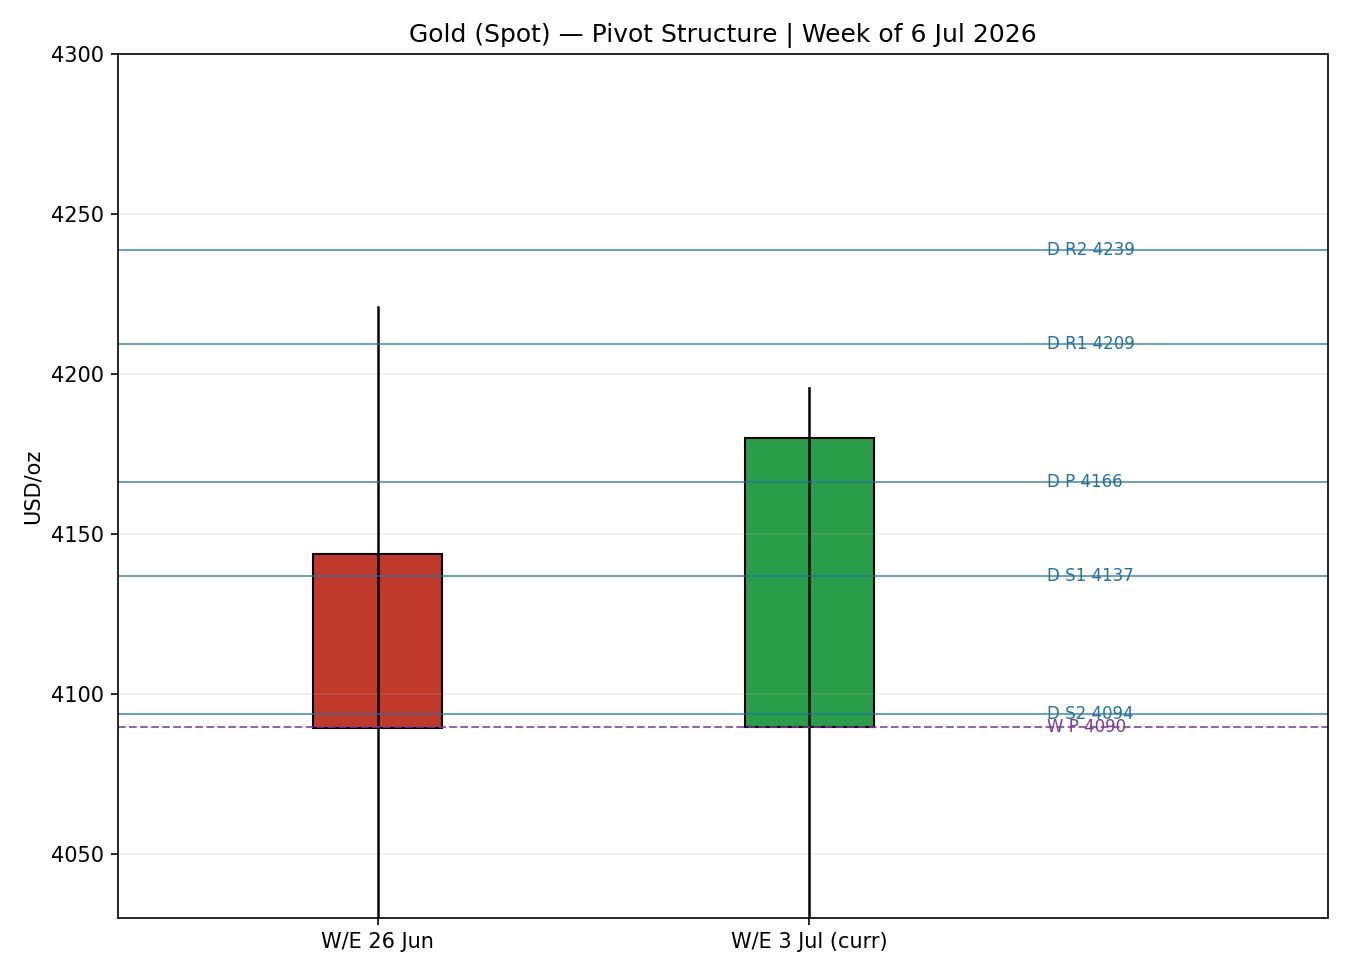 Gold (Spot) — Pivot Structure | Week of 6 Jul 2026
4300
4250
D R2 4239
D R1 4209
4200
D P 4166
USD/oz
4150
D S1 4137
4100
D S2 4094
W P 4090
4050
W/E 26 Jun
W/E 3 Jul (curr)